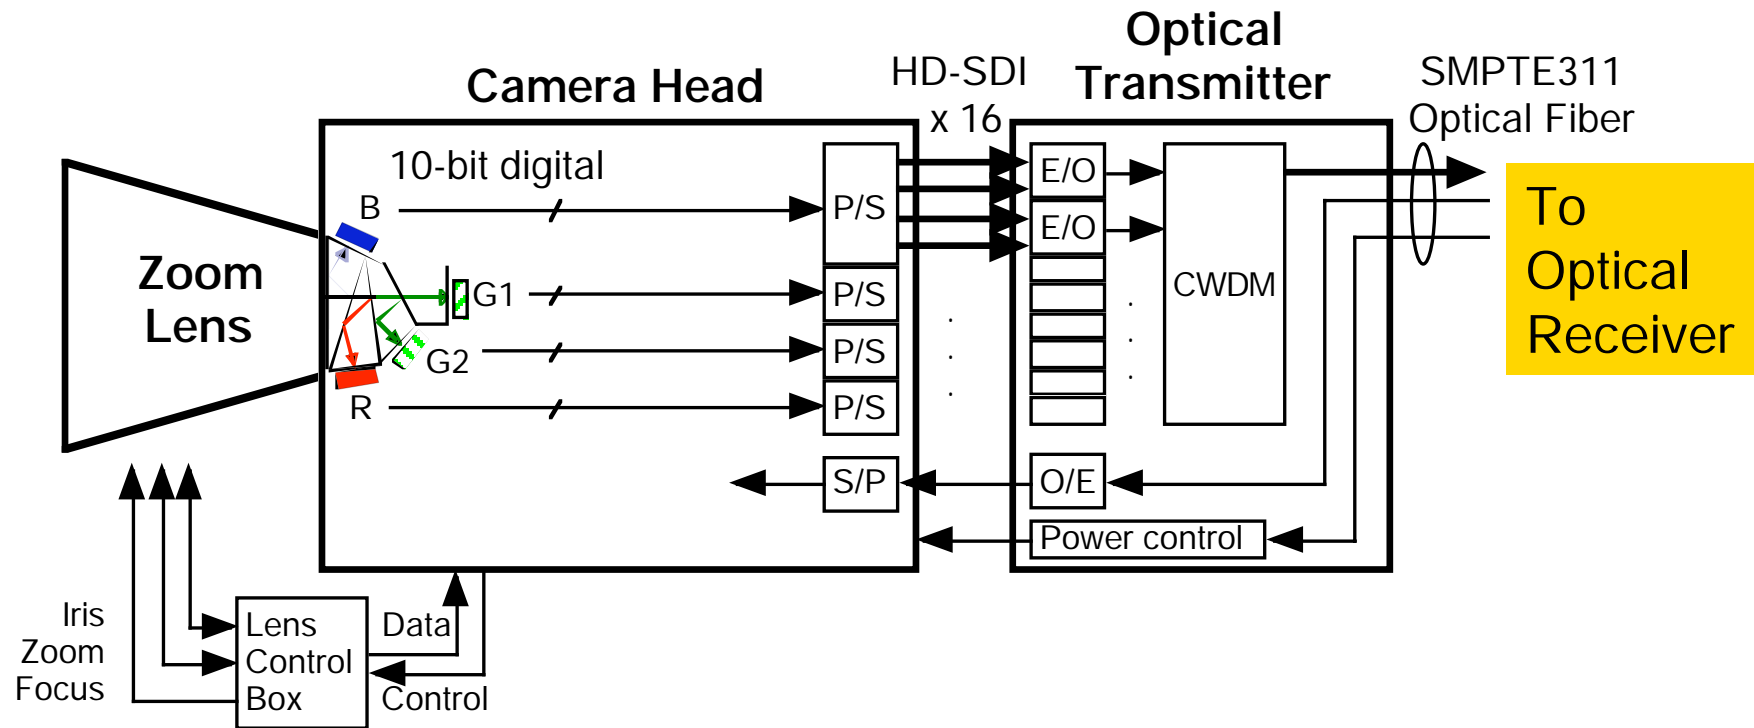 Optical
Transmitter
Camera Head
HD-SDI
x 16
SMPTE311
Optical Fiber
10-bit digital
B
P/S
E/O
E/O
To
Optical
Receiver
Zoom
Lens
G1
P/S
CWDM
G2
P/S
R
P/S
S/P
O/E
Power control
Iris
Zoom
Focus
Lens
Control
Box
Data
Control